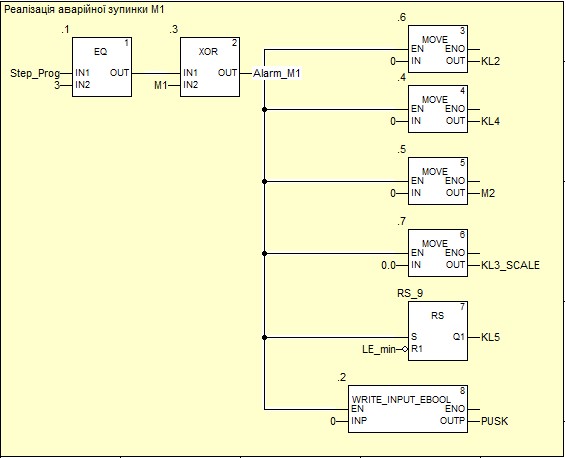 Реалізація аварійної зупинки М1
.1
EQ 1
Step_Prog IN1 OUT
3 IN2
.3
XOR 2
IN1 OUT Alarm_M1
M1 IN2
.6
MOVE 3
EN ENO
0 IN OUT KL2
.4
MOVE 4
EN ENO
0 IN OUT KL4
.5
MOVE 5
EN ENO
0 IN OUT M2
.7
MOVE 6
EN ENO
0.0 IN OUT KL3_SCALE
RS_9
RS 7
S Q1 KL5
LE_min R1
.2
WRITE_INPUT_EBOOL 8
EN ENO
0 INP OUTP PUSK